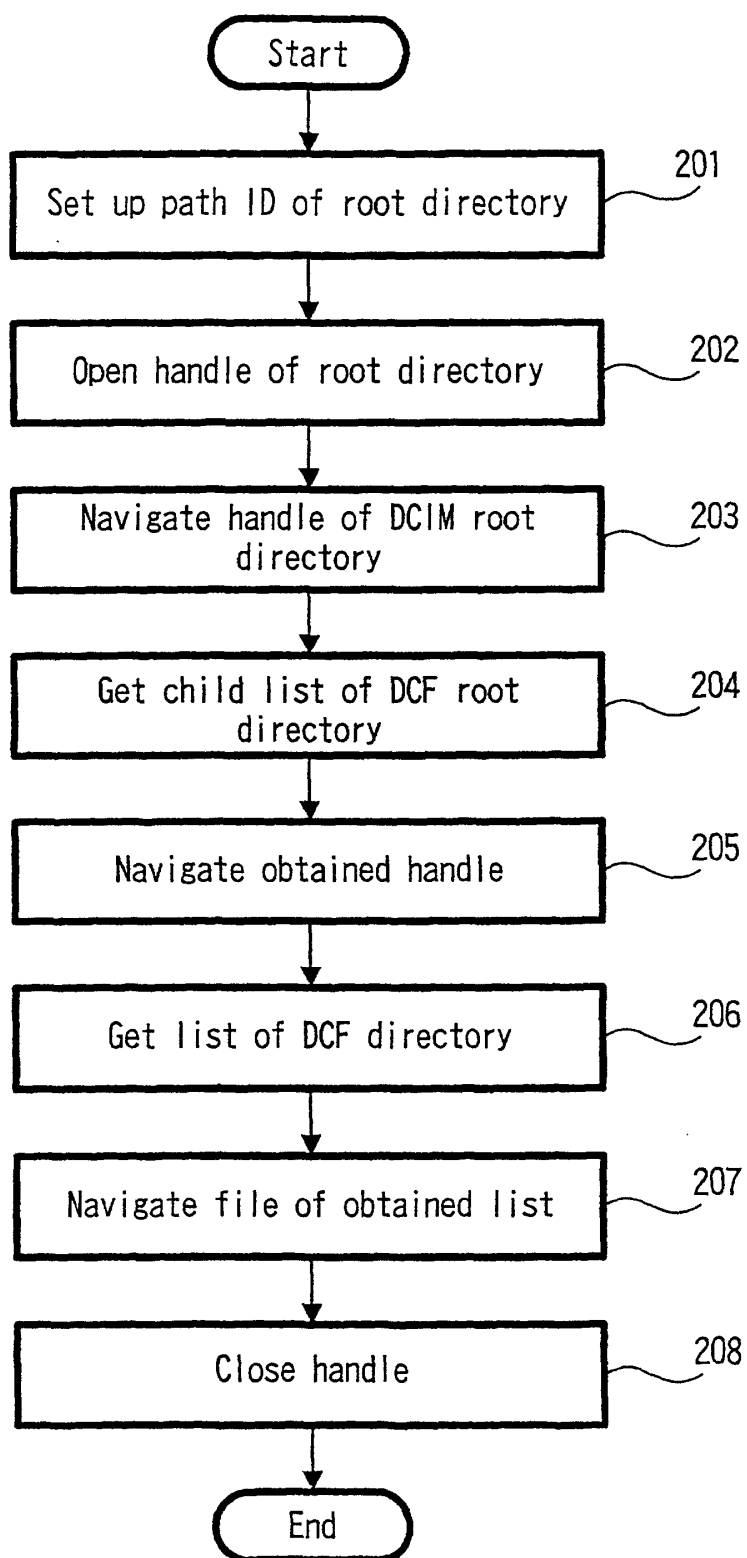 Start
Set up path ID of root directory
201
Open handle of root directory
202
Navigate handle of DCIM root
directory
203
Get child list of DCF root
directory
204
Navigate obtained handle
205
Get list of DCF directory
206
Navigate file of obtained list
207
Close handle
208
End